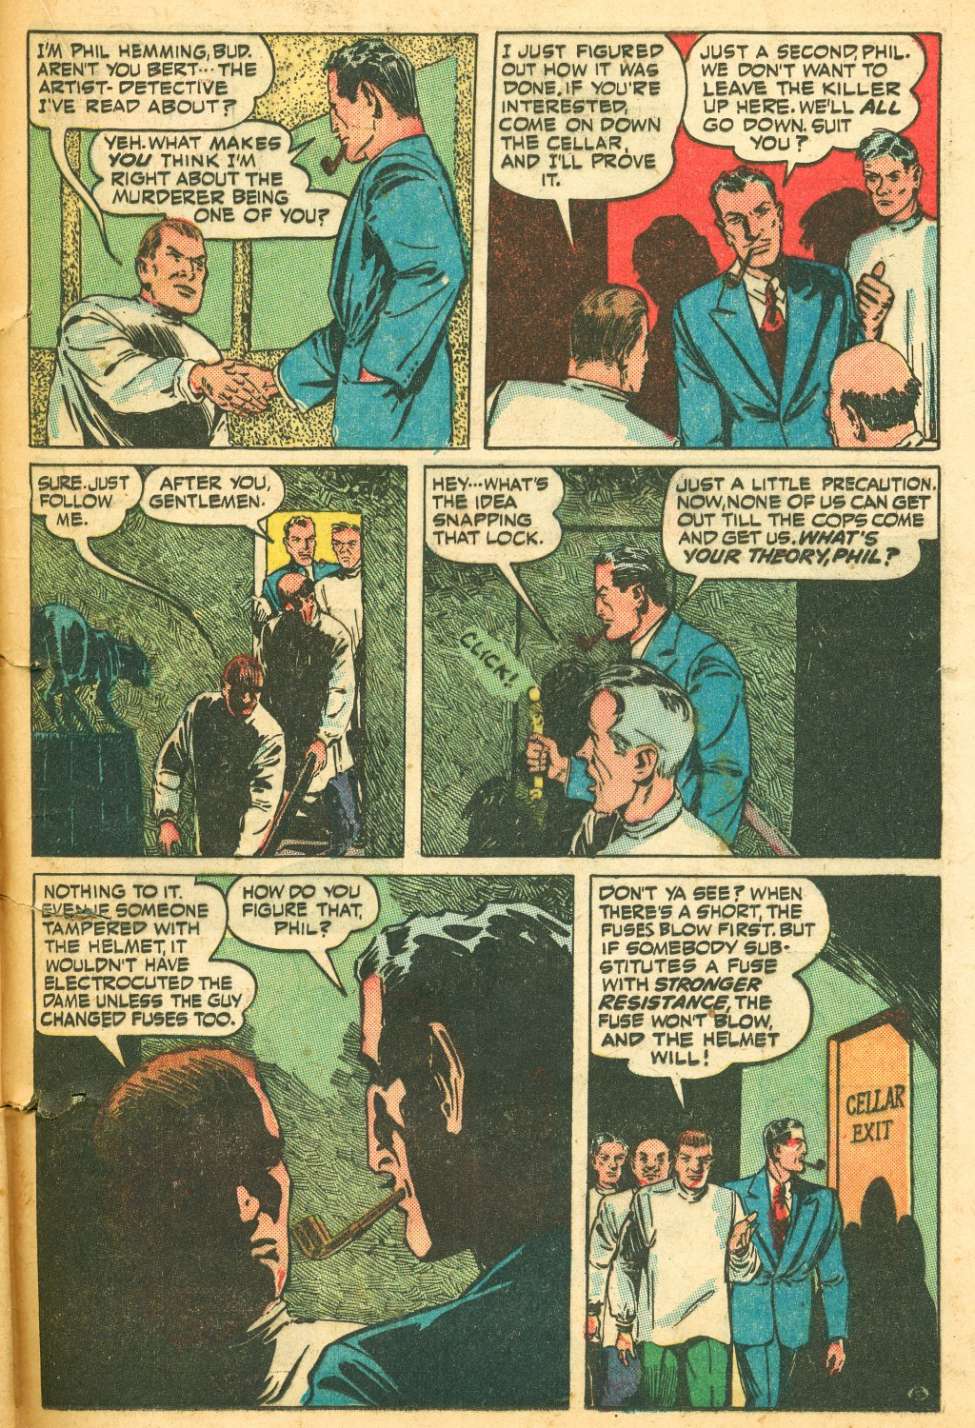 I'M PHIL HEMMING, BUD.
AREN'T YOU BERT... THE
ARTIST-DETECTIVE
I'VE READ ABOUT?
YEH. WHAT MAKES
YOU THINK I'M
RIGHT ABOUT THE
MURDERER BEING
ONE OF YOU?
I JUST FIGURED
OUT HOW IT WAS
DONE. IF YOU'RE
INTERESTED,
COME ON DOWN
THE CELLAR,
AND I'LL PROVE
IT.
JUST A SECOND, PHIL.
WE DON'T WANT TO
LEAVE THE KILLER
UP HERE. WE'LL ALL
GO DOWN. SUIT
YOU?
SURE. JUST
FOLLOW
ME.
AFTER YOU,
GENTLEMEN.
HEY...WHAT'S
THE IDEA
SNAPPING
THAT LOCK.
JUST A LITTLE PRECAUTION.
NOW, NONE OF US CAN GET
OUT TILL THE COPS COME
AND GET US. WHAT'S
YOUR THEORY, PHIL?
CLICK!
NOTHING TO IT.
EVEN IF SOMEONE
TAMPERED WITH
THE HELMET, IT
WOULDN'T HAVE
ELECTROCUTED THE
DAME UNLESS THE GUY
CHANGED FUSES TOO.
HOW DO YOU
FIGURE THAT,
PHIL?
DON'T YA SEE? WHEN
THERE'S A SHORT, THE
FUSES BLOW FIRST. BUT
IF SOMEBODY SUB-
STITUTES A FUSE
WITH STRONGER
RESISTANCE, THE
FUSE WON'T BLOW,
AND THE HELMET
WILL!
CELLAR
EXIT